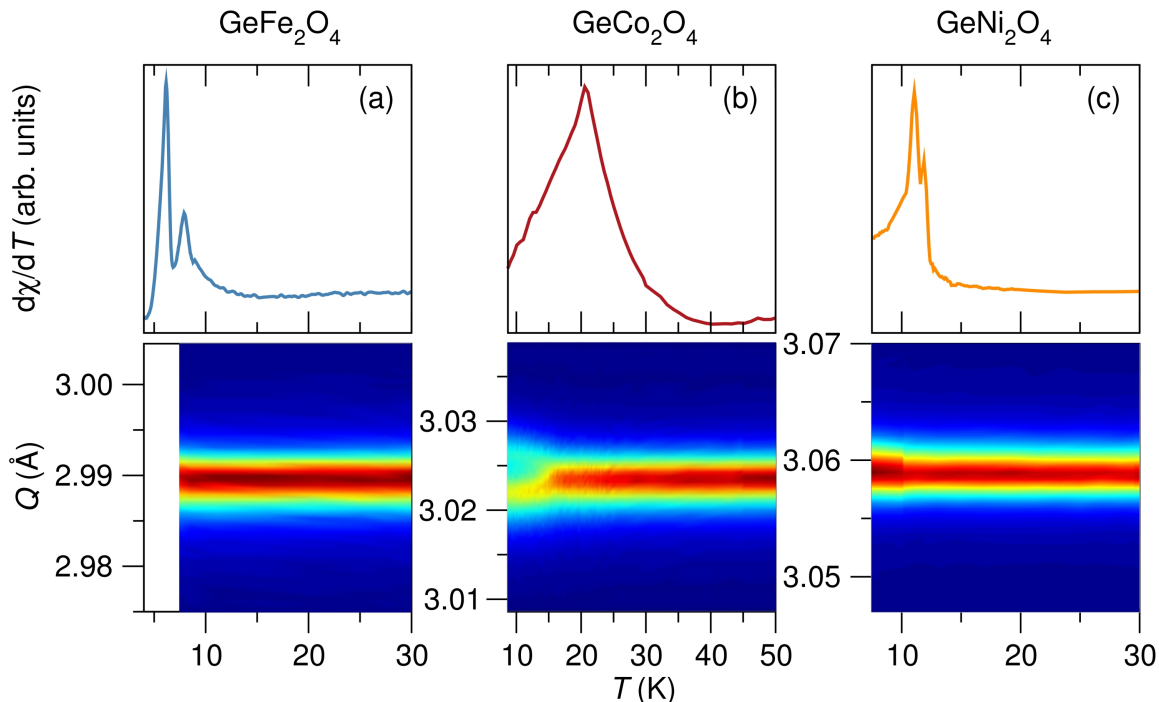 GeFe₂O₄
GeCo₂O₄
GeNi₂O₄
dχ/dT (arb. units)
(a)
(b)
(c)
Q (Å)
3.00
2.99
2.98
3.03
3.02
3.01
3.07
3.06
3.05
10 20 30
10 20 30 40 50
10 20 30
T (K)